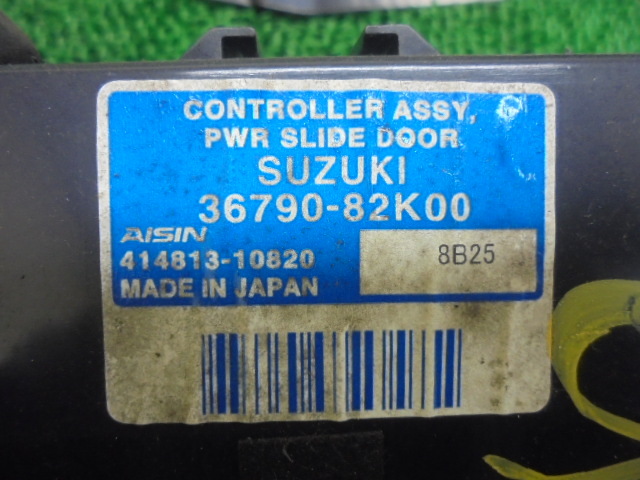 CONTROLLER ASSY,
PWR SLIDE DOOR
SUZUKI
36790-82K00
AISIN
414813-10820
8B25
MADE IN JAPAN